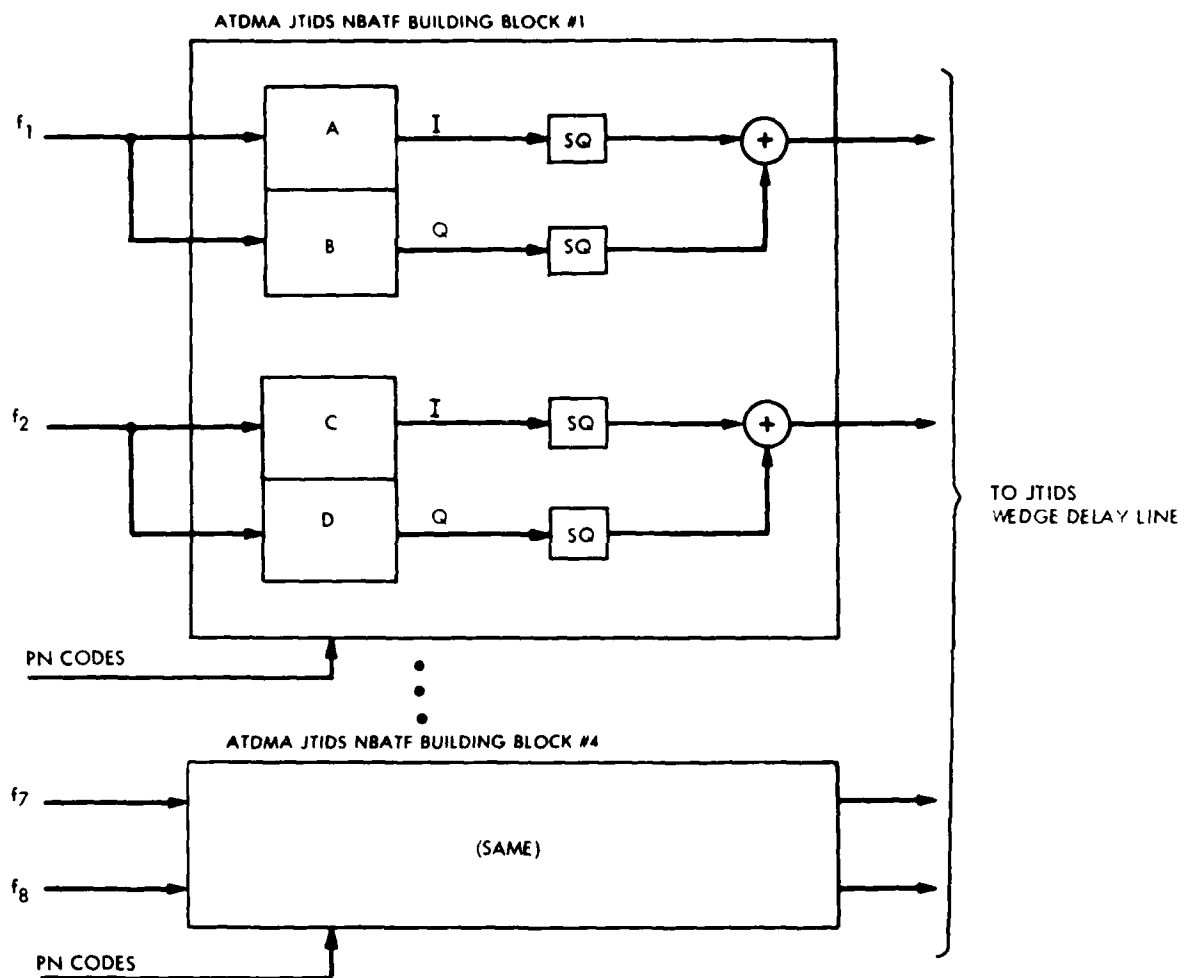 ATDMA JTIDS NBATF BUILDING BLOCK #1
f1
A
I
SQ
+
B
Q
SQ
f2
C
I
SQ
+
D
Q
SQ
TO JTIDS
WEDGE DELAY LINE
PN CODES
ATDMA JTIDS NBATF BUILDING BLOCK #4
f7
(SAME)
f8
PN CODES